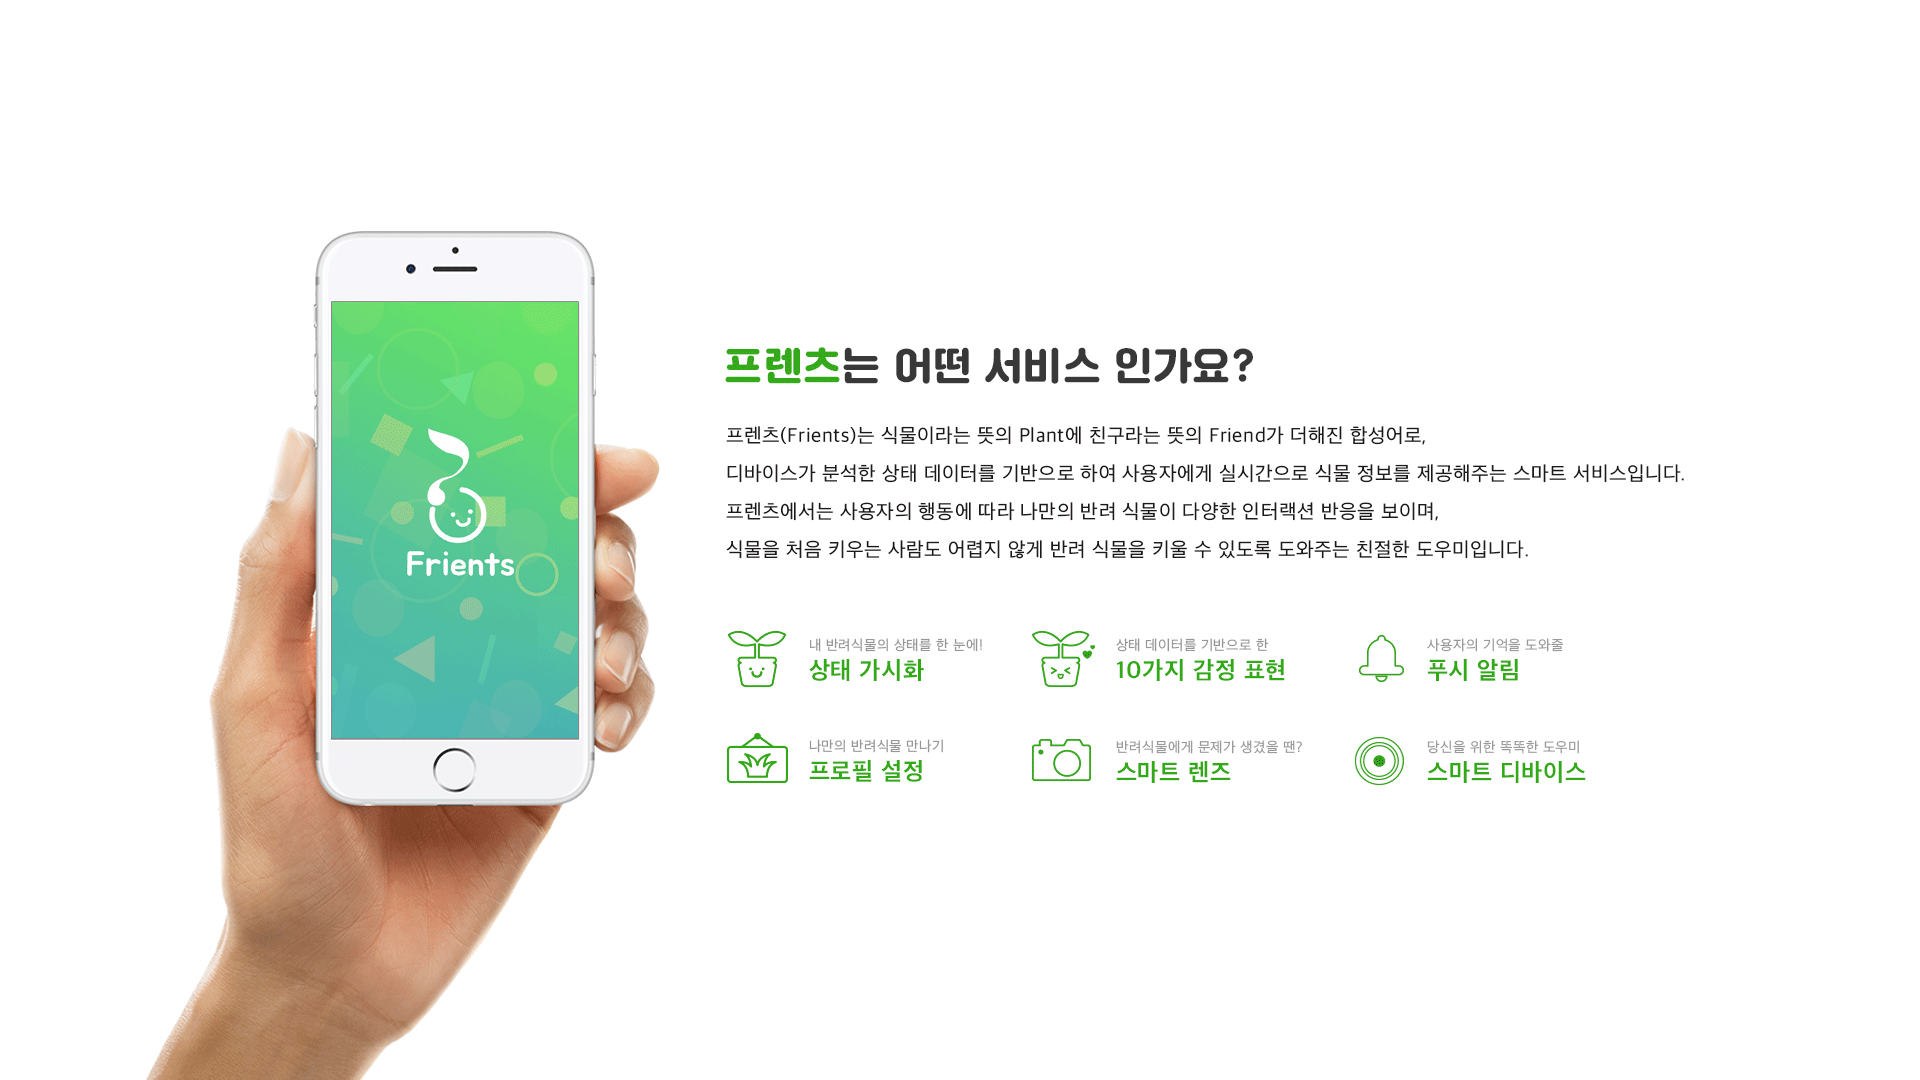 Frients
프렌츠는 어떤 서비스 인가요?
프렌츠(Frients)는 식물이라는 뜻의 Plant에 친구라는 뜻의 Friend가 더해진 합성어로,
디바이스가 분석한 상태 데이터를 기반으로 하여 사용자에게 실시간으로 식물 정보를 제공해주는 스마트 서비스입니다.
프렌츠에서는 사용자의 행동에 따라 나만의 반려 식물이 다양한 인터랙션 반응을 보이며,
식물을 처음 키우는 사람도 어렵지 않게 반려 식물을 키울 수 있도록 도와주는 친절한 도우미입니다.
내 반려식물의 상태를 한 눈에!
상태 가시화
상태 데이터를 기반으로 한
10가지 감정 표현
사용자의 기억을 도와줄
푸시 알림
나만의 반려식물 만나기
프로필 설정
반려식물에게 문제가 생겼을 땐?
스마트 렌즈
당신을 위한 똑똑한 도우미
스마트 디바이스